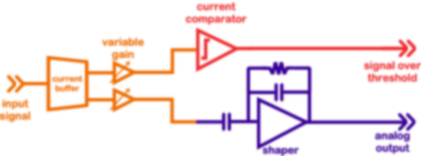 current
comparator
variable
gain
current
buffer
input
signal
signal over
threshold
analog
output
shaper